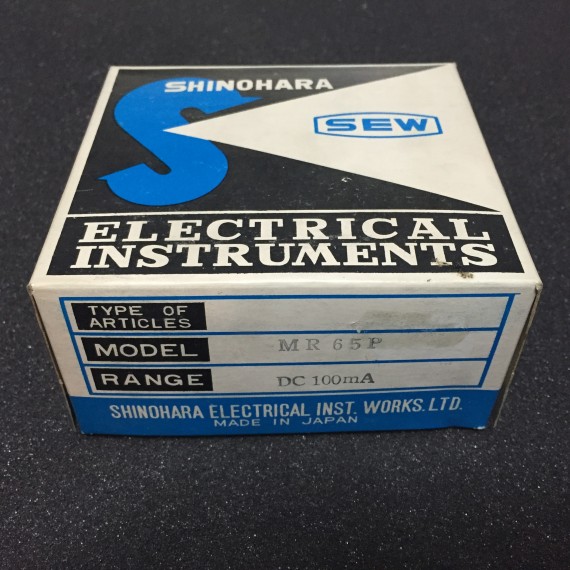 SHINOHARA
SEW
ELECTRICAL
INSTRUMENTS
TYPE OF
ARTICLES
MODEL MR 65P
RANGE DC 100mA
SHINOHARA ELECTRICAL INST. WORKS. LTD.
MADE IN JAPAN